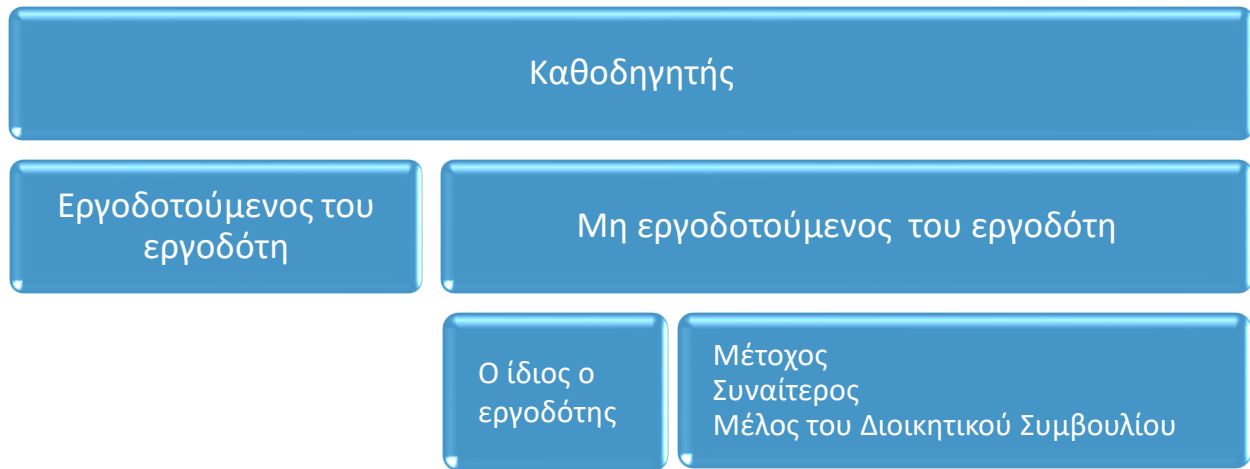 Καθοδηγητής
Εργοδοτούμενος του
εργοδότη
Μη εργοδοτούμενος του εργοδότη
Ο ίδιος ο
εργοδότης
Μέτοχος
Συναίτερος
Μέλος του Διοικητικού Συμβουλίου